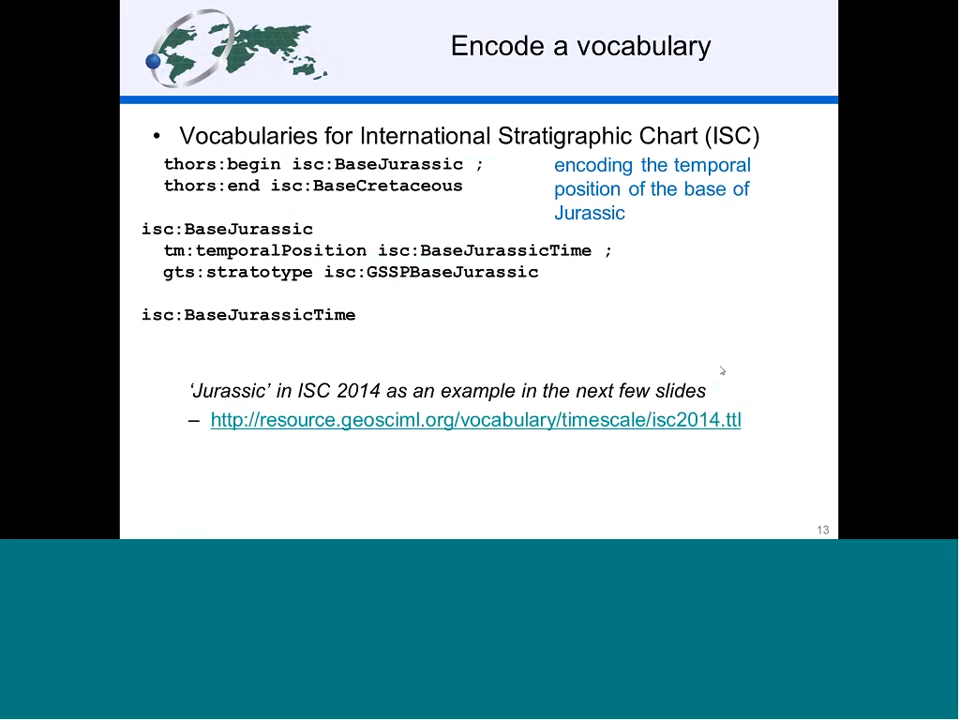 Encode a vocabulary
• Vocabularies for International Stratigraphic Chart (ISC)
thors:begin isc:BaseJurassic ;
thors:end isc:BaseCretaceous
encoding the temporal
position of the base of
Jurassic
isc:BaseJurassic
tm:temporalPosition isc:BaseJurassicTime ;
gts:stratotype isc:GSSPBaseJurassic
isc:BaseJurassicTime
‘Jurassic’ in ISC 2014 as an example in the next few slides
– http://resource.geosciml.org/vocabulary/timescale/isc2014.ttl
13